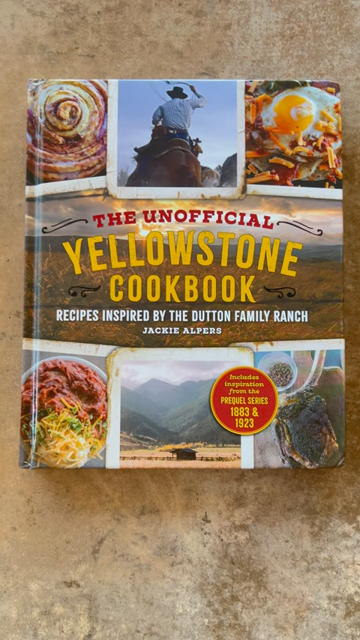 THE UNOFFICIAL
YELLOWSTONE
COOKBOOK
RECIPES INSPIRED BY THE DUTTON FAMILY RANCH
JACKIE ALPERS
Includes
inspiration
from the
PREQUEL SERIES
1883 &
1923